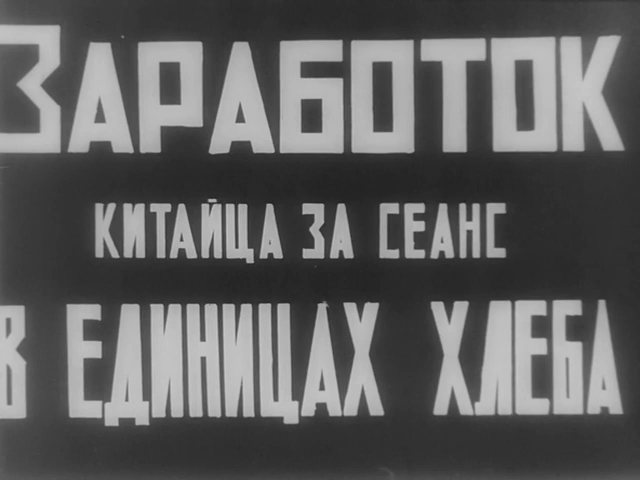 ЗАРАБОТОК
КИТАЙЦА ЗА СЕАНС
В ЕДИНИЦАХ ХЛЕБА